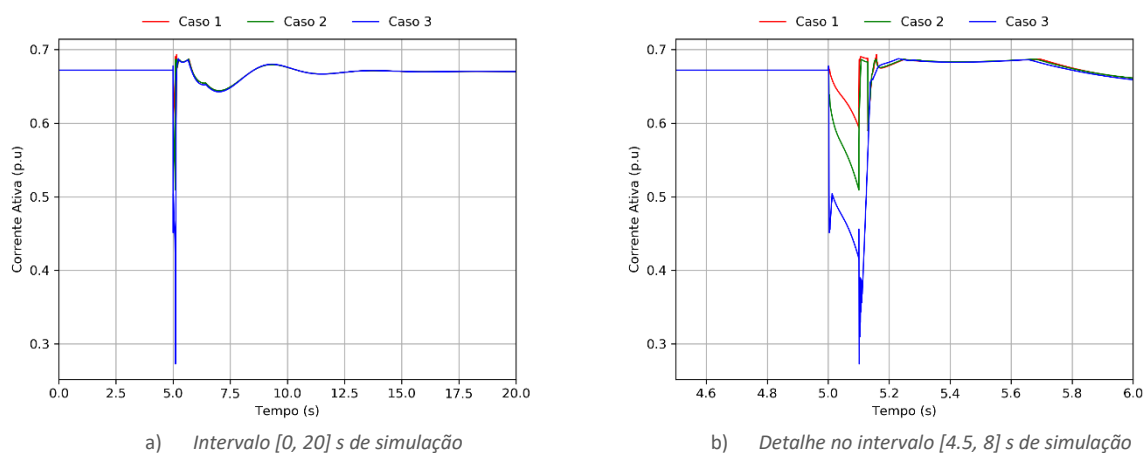 Caso 1 Caso 2 Caso 3
0.7
0.6
0.5
0.4
0.3
Corrente Ativa (p.u)
0.0 2.5 5.0 7.5 10.0 12.5 15.0 17.5 20.0
Tempo (s)
a) Intervalo [0, 20] s de simulação
Caso 1 Caso 2 Caso 3
0.7
0.6
0.5
0.4
0.3
Corrente Ativa (p.u)
4.6 4.8 5.0 5.2 5.4 5.6 5.8 6.0
Tempo (s)
b) Detalhe no intervalo [4.5, 8] s de simulação